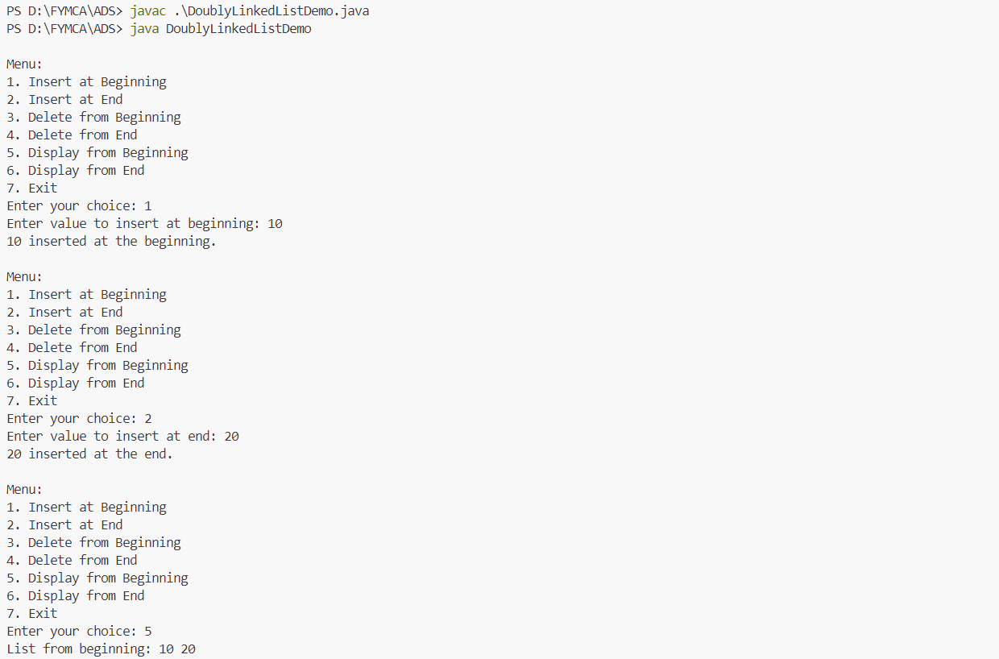 PS D:\FYMCA\ADS> javac .\DoublyLinkedListDemo.java
PS D:\FYMCA\ADS> java DoublyLinkedListDemo
Menu:
1. Insert at Beginning
2. Insert at End
3. Delete from Beginning
4. Delete from End
5. Display from Beginning
6. Display from End
7. Exit
Enter your choice: 1
Enter value to insert at beginning: 10
10 inserted at the beginning.
Menu:
1. Insert at Beginning
2. Insert at End
3. Delete from Beginning
4. Delete from End
5. Display from Beginning
6. Display from End
7. Exit
Enter your choice: 2
Enter value to insert at end: 20
20 inserted at the end.
Menu:
1. Insert at Beginning
2. Insert at End
3. Delete from Beginning
4. Delete from End
5. Display from Beginning
6. Display from End
7. Exit
Enter your choice: 5
List from beginning: 10 20